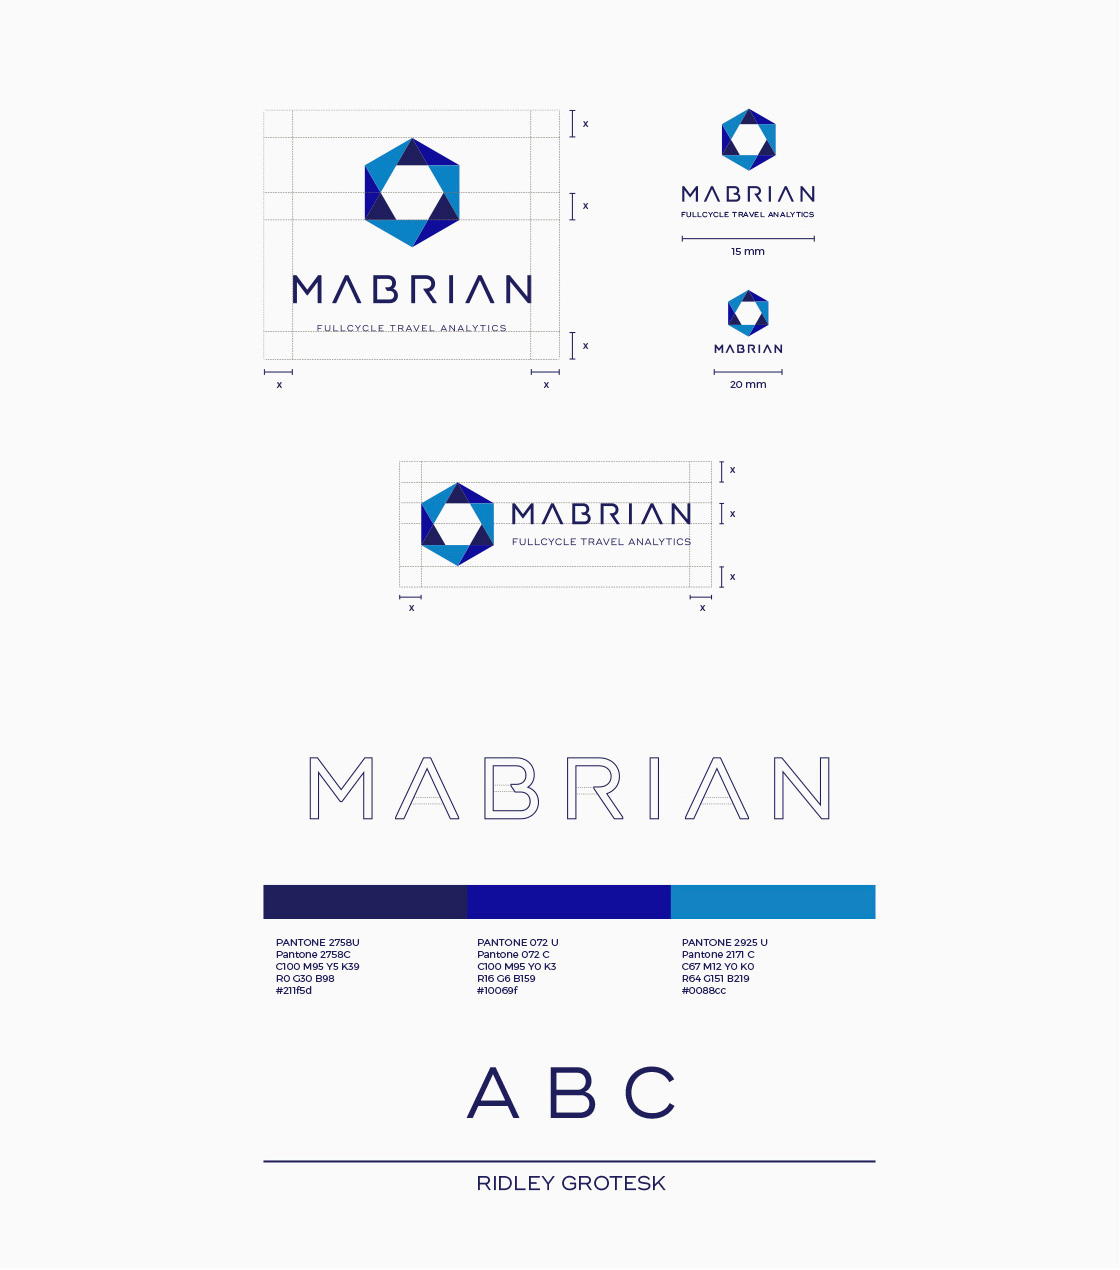 x
MABRIAN
FULLCYCLE TRAVEL ANALYTICS
15 mm
x
MABRIAN
FULLCYCLE TRAVEL ANALYTICS
x
MABRIAN
20 mm
x
x
x
MABRIAN
x
FULLCYCLE TRAVEL ANALYTICS
x
x
x
MABRIAN
PANTONE 2758U
Pantone 2758C
C100 M95 Y5 K39
R0 G30 B98
#211f5d
PANTONE 072 U
Pantone 072 C
C100 M95 Y0 K3
R16 G6 B159
#10069f
PANTONE 2925 U
Pantone 2171 C
C67 M12 Y0 K0
R64 G151 B219
#0088cc
A B C
RIDLEY GROTESK